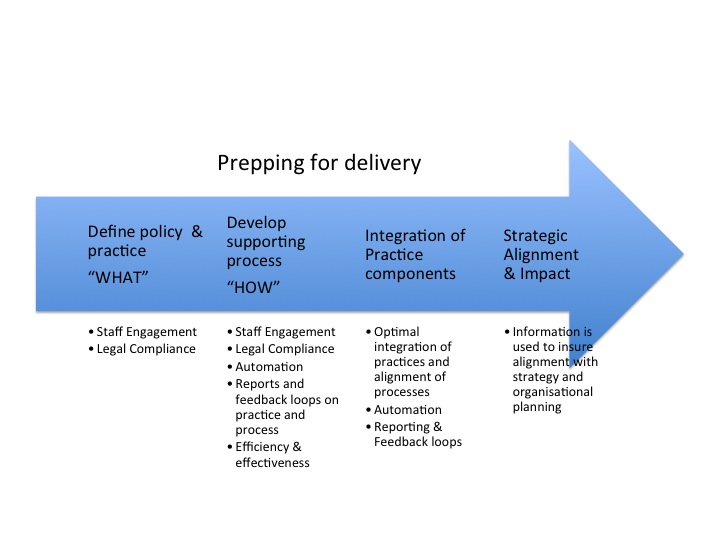 Prepping for delivery
Define policy &
practice
“WHAT”
Develop
supporting
process
“HOW”
Integration of
Practice
components
Strategic
Alignment
& Impact
• Staff Engagement
• Legal Compliance
• Staff Engagement
• Legal Compliance
• Automation
• Reports and
feedback loops on
practice and
process
• Efficiency &
effectiveness
• Optimal
integration of
practices and
alignment of
processes
• Automation
• Reporting &
Feedback loops
• Information is
used to insure
alignment with
strategy and
organisational
planning